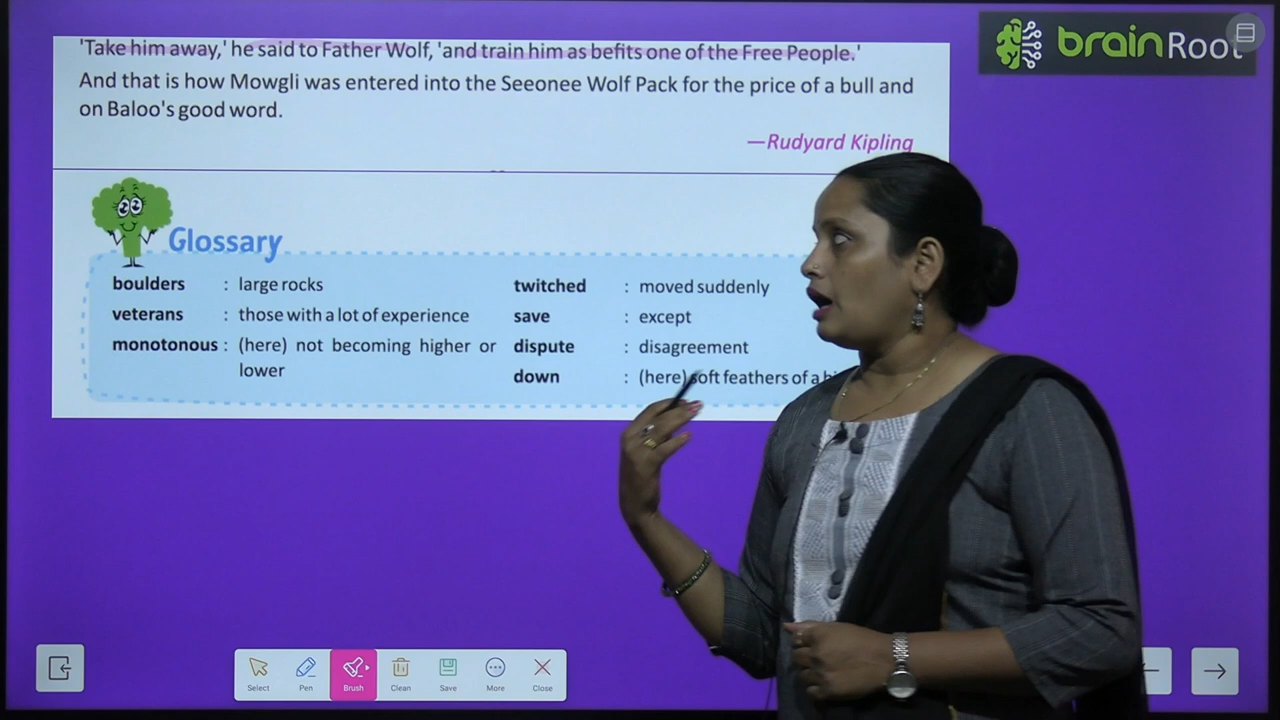 'Take him away,' he said to Father Wolf, 'and train him as befits one of the Free People.'
And that is how Mowgli was entered into the Seeonee Wolf Pack for the price of a bull and
on Baloo's good word.
—Rudyard Kipling
brainRoot
Glossary
boulders : large rocks
veterans : those with a lot of experience
monotonous : (here) not becoming higher or
lower
twitched : moved suddenly
save : except
dispute : disagreement
down : (here) soft feathers of a
Select Pen Brush Clean Save More Close